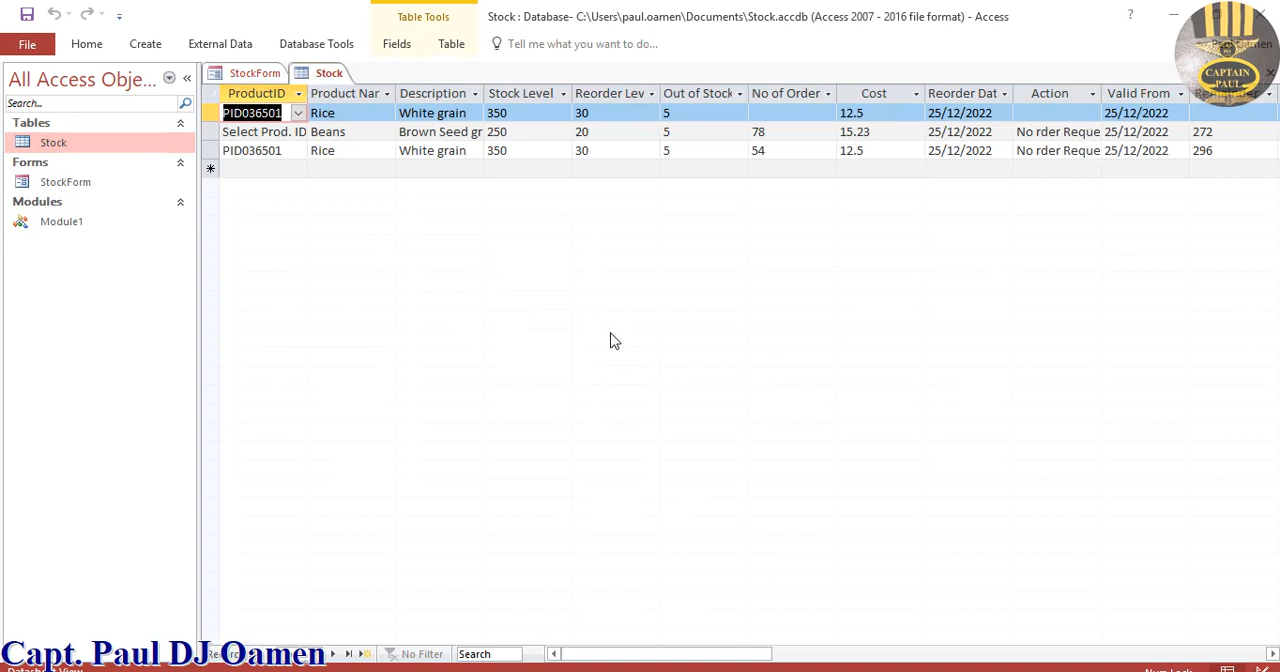 Table Tools
Stock : Database- C:\Users\paul.oamen\Documents\Stock.accdb (Access 2007 - 2016 file format) - Access
?
File Home Create External Data Database Tools Fields Table Tell me what you want to do...
CAPTAIN
PAUL
All Access Obje...
Search...
Tables
Stock
Forms
StockForm
Modules
Module1
StockForm Stock
ProductID Product Nar Description Stock Level Reorder Lev Out of Stock No of Order Cost Reorder Dat Action Valid From
PID036501 Rice White grain 350 30 5 12.5 25/12/2022 25/12/2022
Select Prod. ID Beans Brown Seed gr 250 20 5 78 15.23 25/12/2022 No rder Reque 25/12/2022 272
PID036501 Rice White grain 350 30 5 54 12.5 25/12/2022 No rder Reque 25/12/2022 296
No Filter Search
Capt. Paul DJ Oamen